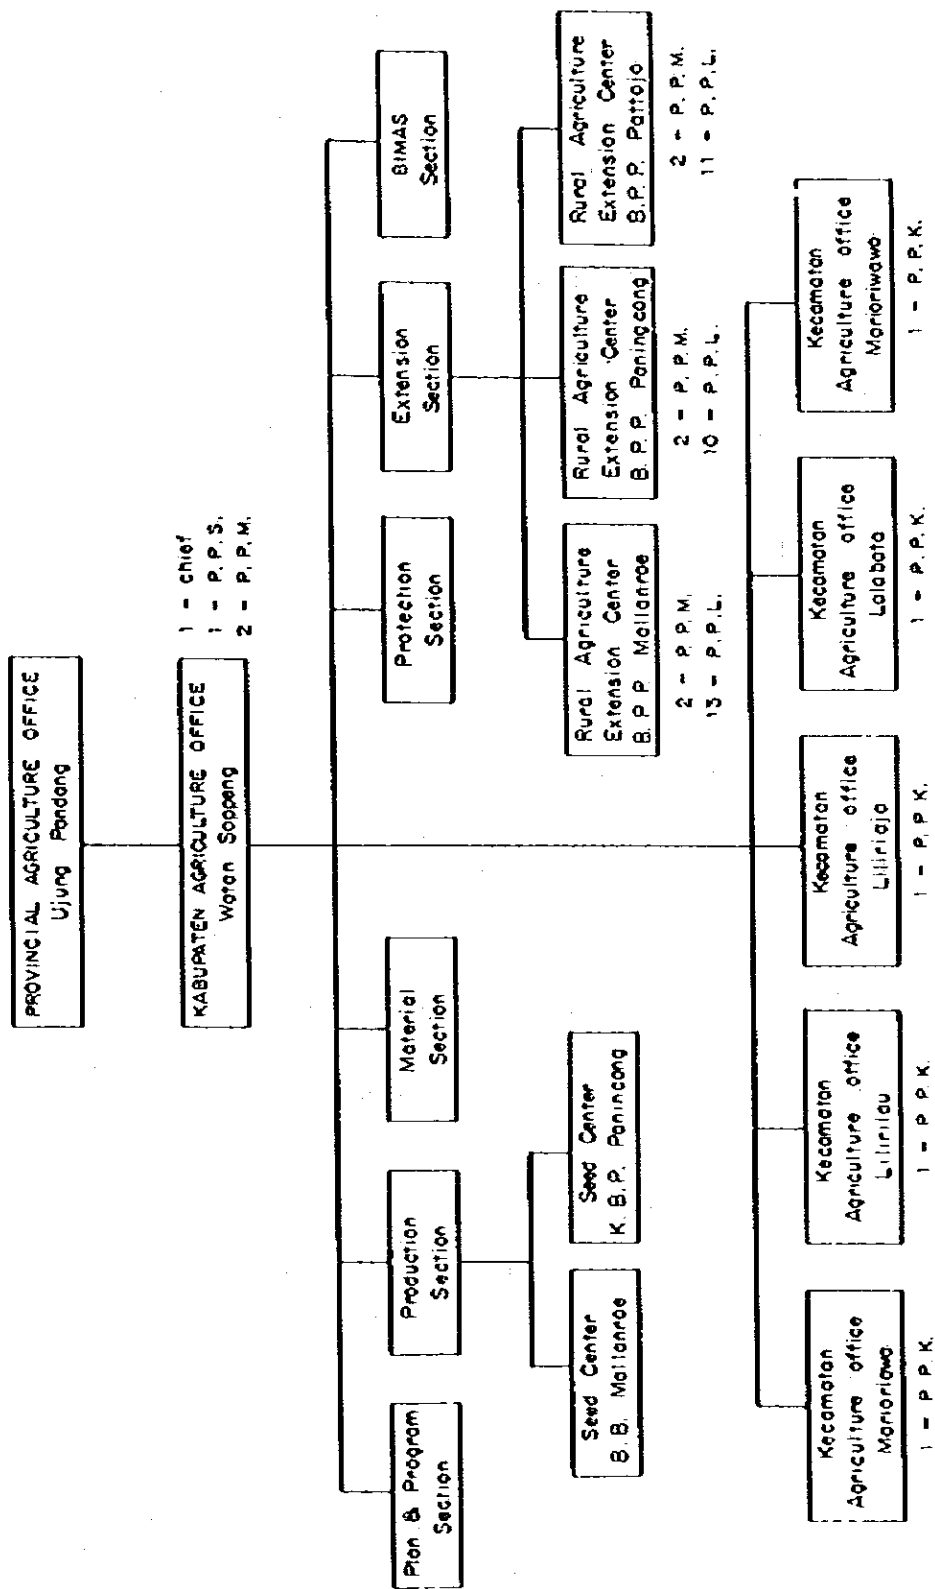 PROVINCIAL AGRICULTURE OFFICE
Ujung Pandang
KABUPATEN AGRICULTURE OFFICE
Watan Soppeng
1 - chief
1 - P.P.S.
2 - P.P.M.
Plan & Program
Section
Production
Section
Material
Section
Protection
Section
Extension
Section
BIMAS
Section
Seed Center
B.B. Mallanroe
Seed Center
K.B.P. Panincong
Rural Agriculture
Extension Center
B.P.P. Mallanroe
2 - P.P.M.
13 - P.P.L.
Rural Agriculture
Extension Center
B.P.P. Paningcong
2 - P.P.M.
10 - P.P.L.
Rural Agriculture
Extension Center
B.P.P. Pattojo
2 - P.P.M.
11 - P.P.L.
Kecamatan
Agriculture office
Marioriawa
1 - P.P.K.
Kecamatan
Agriculture office
Lilirilau
1 - P.P.K.
Kecamatan
Agriculture office
Liliriaja
1 - P.P.K.
Kecamatan
Agriculture office
Lalabata
1 - P.P.K.
Kecamatan
Agriculture office
Marioriwawo
1 - P.P.K.